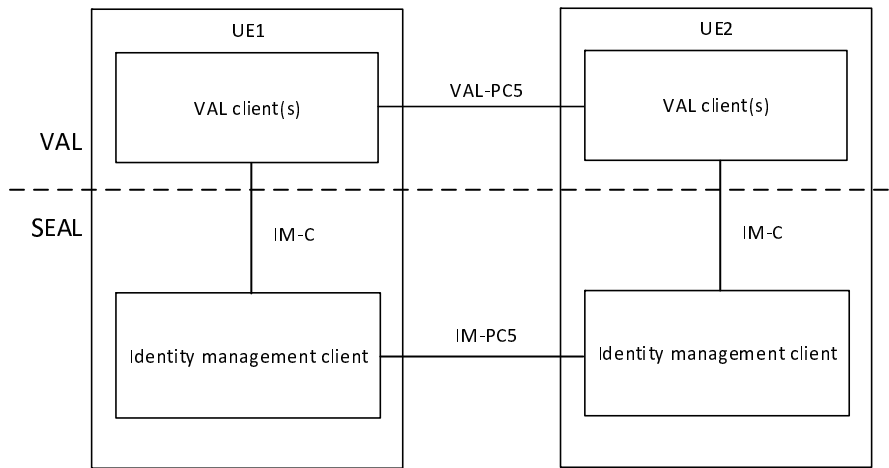 UE1
UE2
VAL client(s)
VAL-PC5
VAL client(s)
VAL
SEAL
IM-C
IM-C
Identity management client
IM-PC5
Identity management client